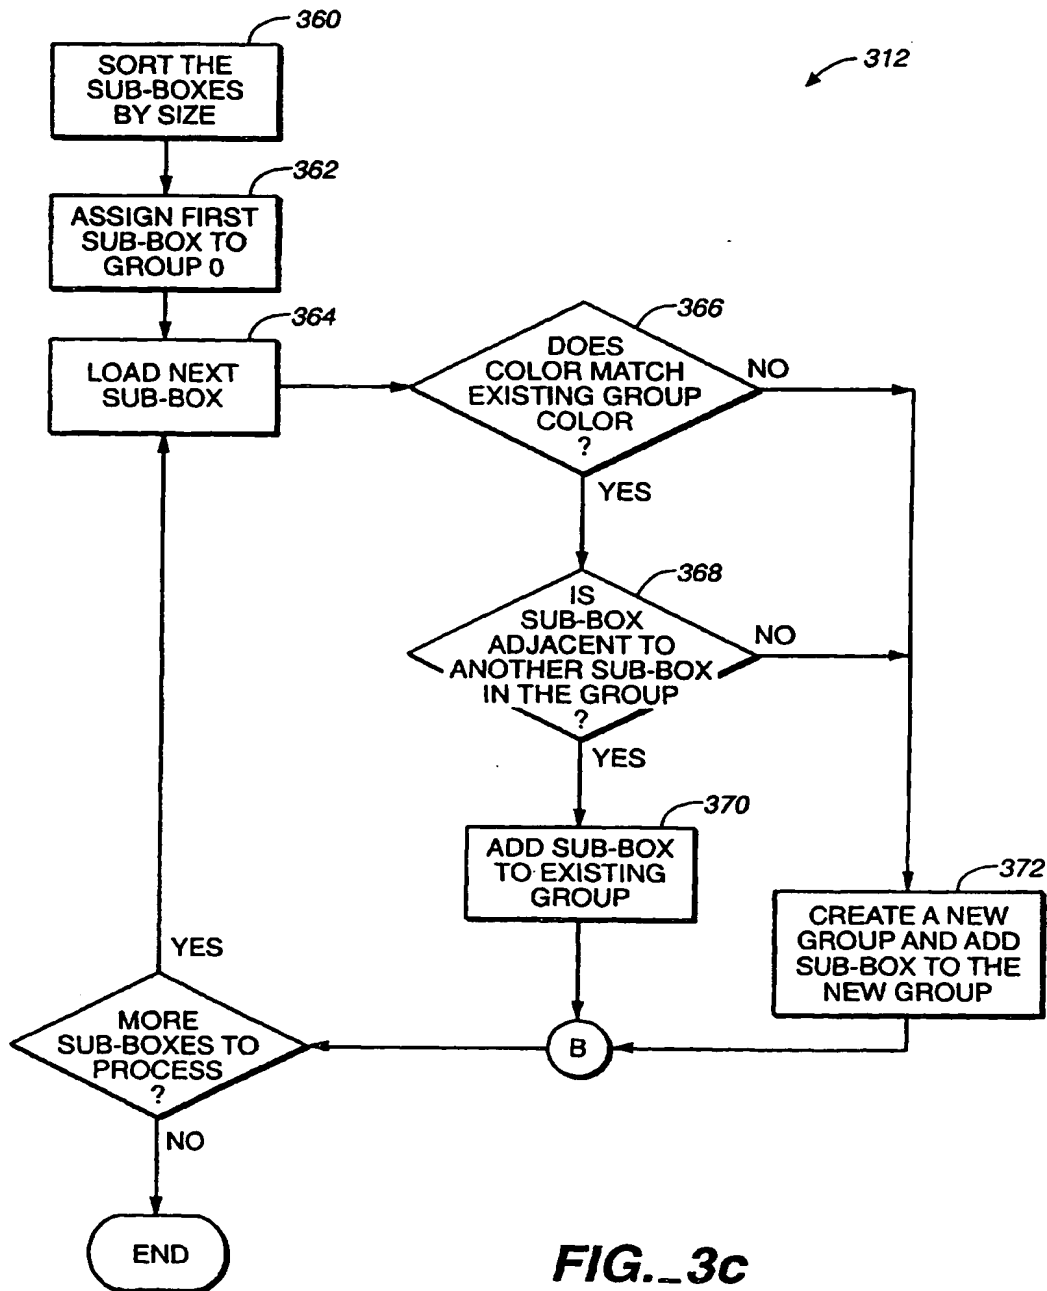 360
SORT THE
SUB-BOXES
BY SIZE
312
362
ASSIGN FIRST
SUB-BOX TO
GROUP 0
364
LOAD NEXT
SUB-BOX
366
DOES
COLOR MATCH
EXISTING GROUP
COLOR
?
NO
YES
368
IS
SUB-BOX
ADJACENT TO
ANOTHER SUB-BOX
IN THE GROUP
?
NO
YES
370
ADD SUB-BOX
TO EXISTING
GROUP
372
CREATE A NEW
GROUP AND ADD
SUB-BOX TO THE
NEW GROUP
B
YES
MORE
SUB-BOXES TO
PROCESS
?
NO
END
FIG._3c